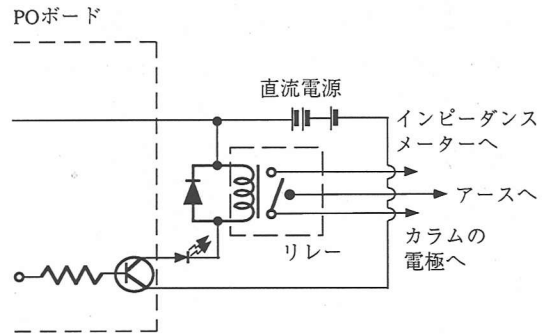 POボード
直流電源
インピーダンス
メーターへ
アースへ
カラムの
電極へ
リレー